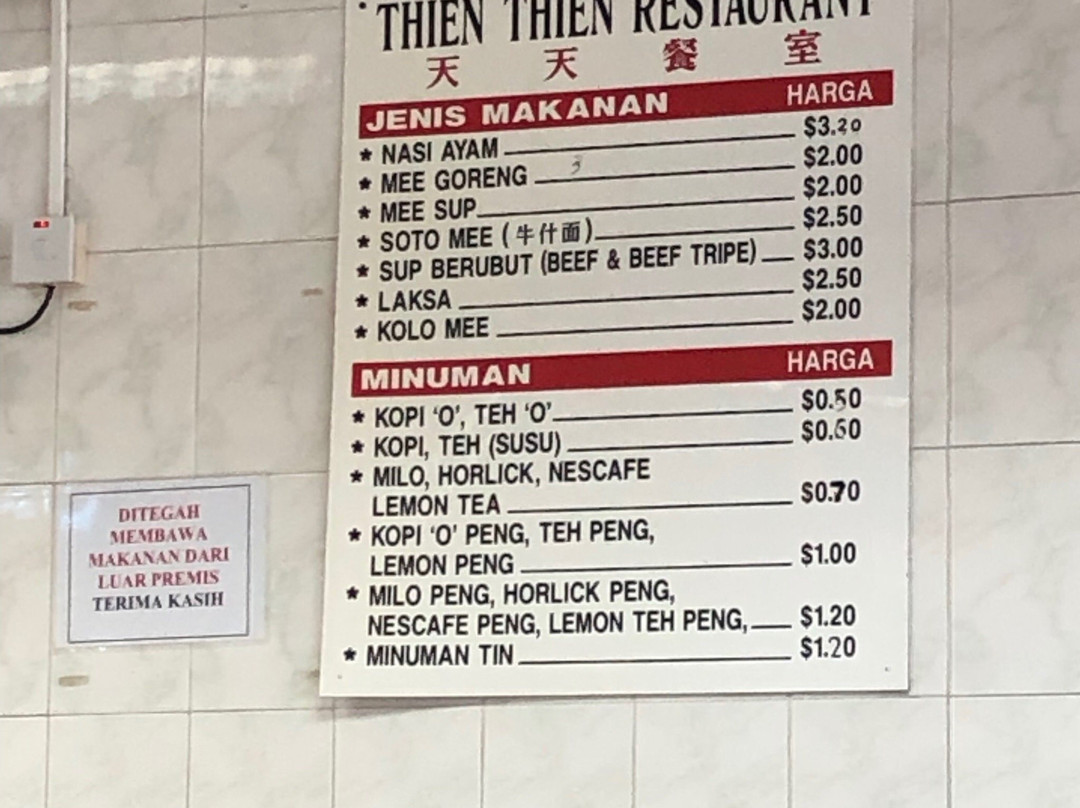 THIEN THIEN RESTAURANT
天天餐室
JENIS MAKANAN HARGA
* NASI AYAM $3.20
* MEE GORENG 3 $2.00
* MEE SUP $2.00
* SOTO MEE (牛什面) $2.50
* SUP BERUBUT (BEEF & BEEF TRIPE) $3.00
* LAKSA $2.50
* KOLO MEE $2.00
MINUMAN HARGA
* KOPI 'O', TEH 'O' $0.50
* KOPI, TEH (SUSU) $0.60
* MILO, HORLICK, NESCAFE
LEMON TEA $0.70
* KOPI 'O' PENG, TEH PENG,
LEMON PENG $1.00
* MILO PENG, HORLICK PENG,
NESCAFE PENG, LEMON TEH PENG, $1.20
* MINUMAN TIN $1.20
DITEGAH
MEMBAWA
MAKANAN DARI
LUAR PREMIS
TERIMA KASIH